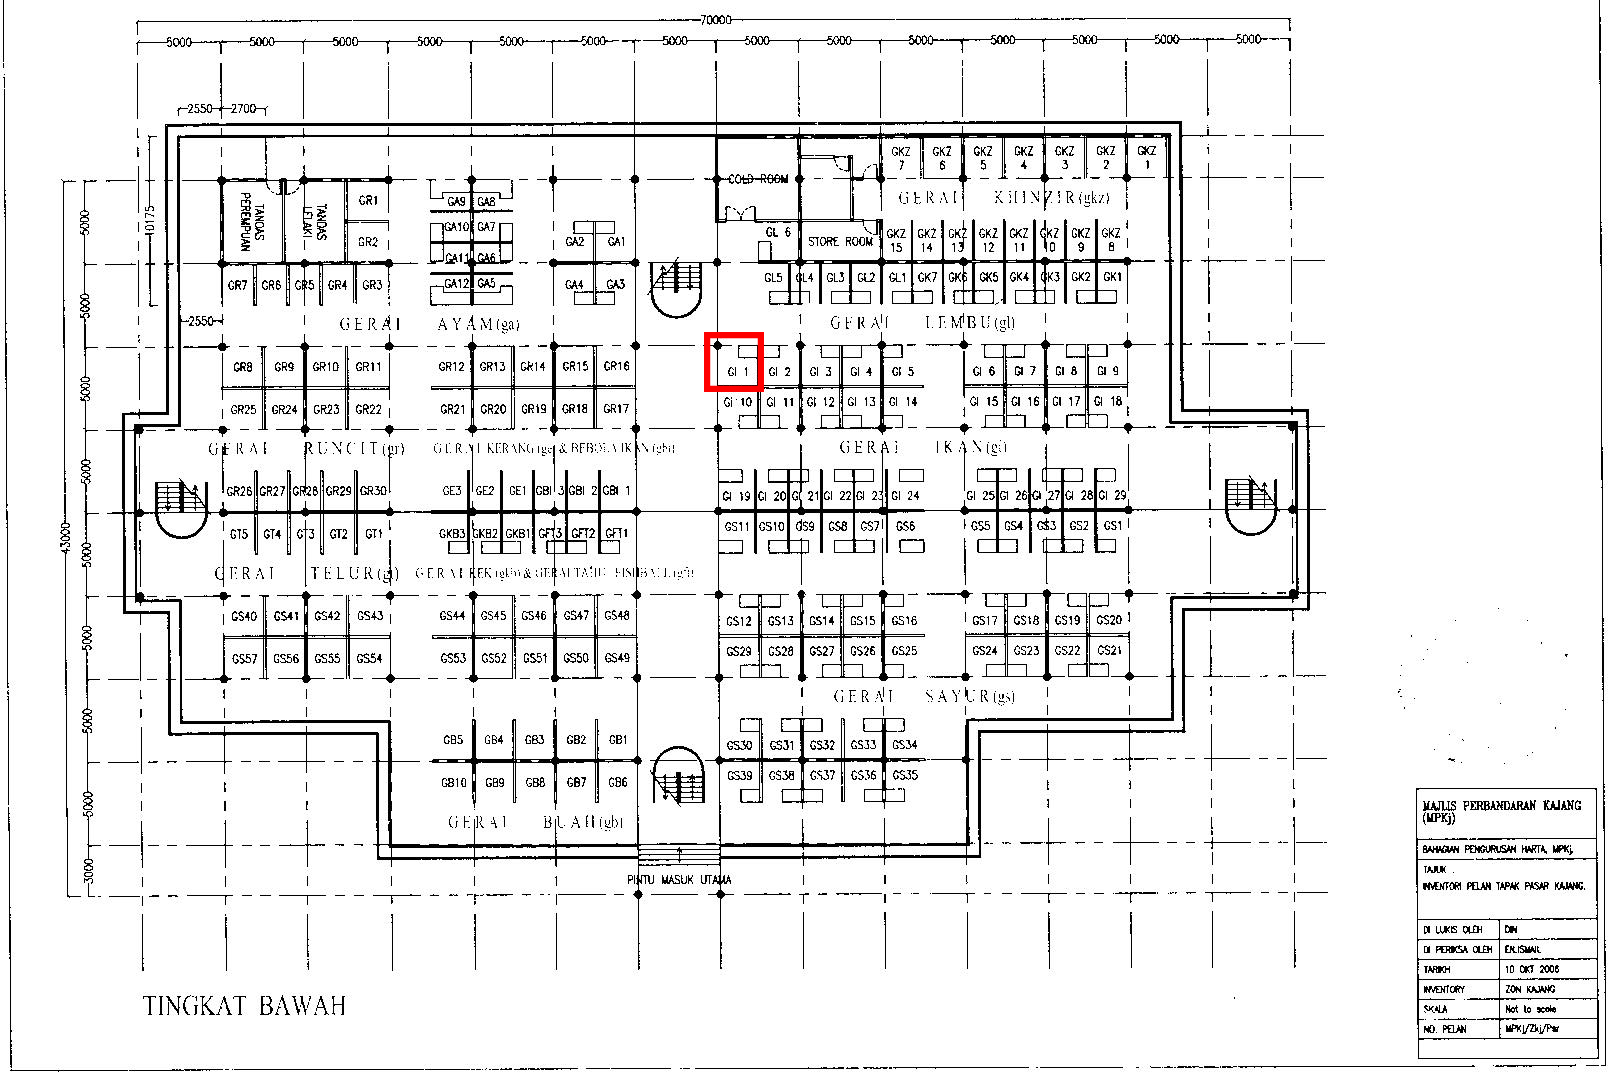 70000
5000 5000 5000 5000 5000 5000 5000 5000 5000 5000 5000 5000 5000 5000
2550 2700
GKZ 7 GKZ 6 GKZ 5 GKZ 4 GKZ 3 GKZ 2 GKZ 1
COLD ROOM
GERAI KHINZIR(gkz)
TANDAS PEREMPUAN
TANDAS LELAKI
GR1
GA9 GA8
10175
5000
GA10 GA7
GR2
GA2 GA1
GL 6
STORE ROOM
GKZ 15 GKZ 14 GKZ 13 GKZ 12 GKZ 11 GKZ 10 GKZ 9 GKZ 8
GA11 GA6
GR7 GR6 GR5 GR4 GR3
GA12 GA5
GA4 GA3
GL5 GL4 GL3 GL2 GL1 GK7 GK6 GK5 GK4 GK3 GK2 GK1
5000
2550
GERAI AYAM(ga)
GERAI LEMBU(gl)
GR8 GR9 GR10 GR11 GR12 GR13 GR14 GR15 GR16
GI 1 GI 2 GI 3 GI 4 GI 5 GI 6 GI 7 GI 8 GI 9
5000
GR25 GR24 GR23 GR22 GR21 GR20 GR19 GR18 GR17
GI 10 GI 11 GI 12 GI 13 GI 14 GI 15 GI 16 GI 17 GI 18
GERAI RUNCIT(gr)
GERAI KERANG(ge) & BEBOLA IKAN(gbi)
GERAI IKAN(gi)
5000
GR26 GR27 GR28 GR29 GR30 GE3 GE2 GE1 GBI 3 GBI 2 GBI 1
GI 19 GI 20 GI 21 GI 22 GI 23 GI 24 GI 25 GI 26 GI 27 GI 28 GI 29
43000
GT5 GT4 GT3 GT2 GT1 GKB3 GKB2 GKB1 GFT3 GFT2 GFT1
GS11 GS10 GS9 GS8 GS7 GS6 GS5 GS4 GS3 GS2 GS1
5000
GERAI TELUR(gt)
GS40 GS41 GS42 GS43 GS44 GS45 GS46 GS47 GS48
GS12 GS13 GS14 GS15 GS16 GS17 GS18 GS19 GS20
5000
GS57 GS56 GS55 GS54 GS53 GS52 GS51 GS50 GS49
GS29 GS28 GS27 GS26 GS25 GS24 GS23 GS22 GS21
GERAI SAYUR(gs)
5000
GB5 GB4 GB3 GB2 GB1
GS30 GS31 GS32 GS33 GS34
GB10 GB9 GB8 GB7 GB6
GS39 GS38 GS37 GS36 GS35
5000
GERAI BUAH(gb)
3000
PINTU MASUK UTAMA
TINGKAT BAWAH
MAJLIS PERBANDARAN KAJANG
(MPKj)
BAHAGIAN PENGURUSAN HARTA, MPKj.
TAJUK
INVENTORI PELAN TAPAK PASAR KAJANG.
DI LUKIS OLEH DIN
DI PERIKSA OLEH EN.ISMAIL
TARIKH 10 OKT 2006
INVENTORY ZON KAJANG
SKALA Not to scale
NO. PELAN MPKj/Zkj/Psr